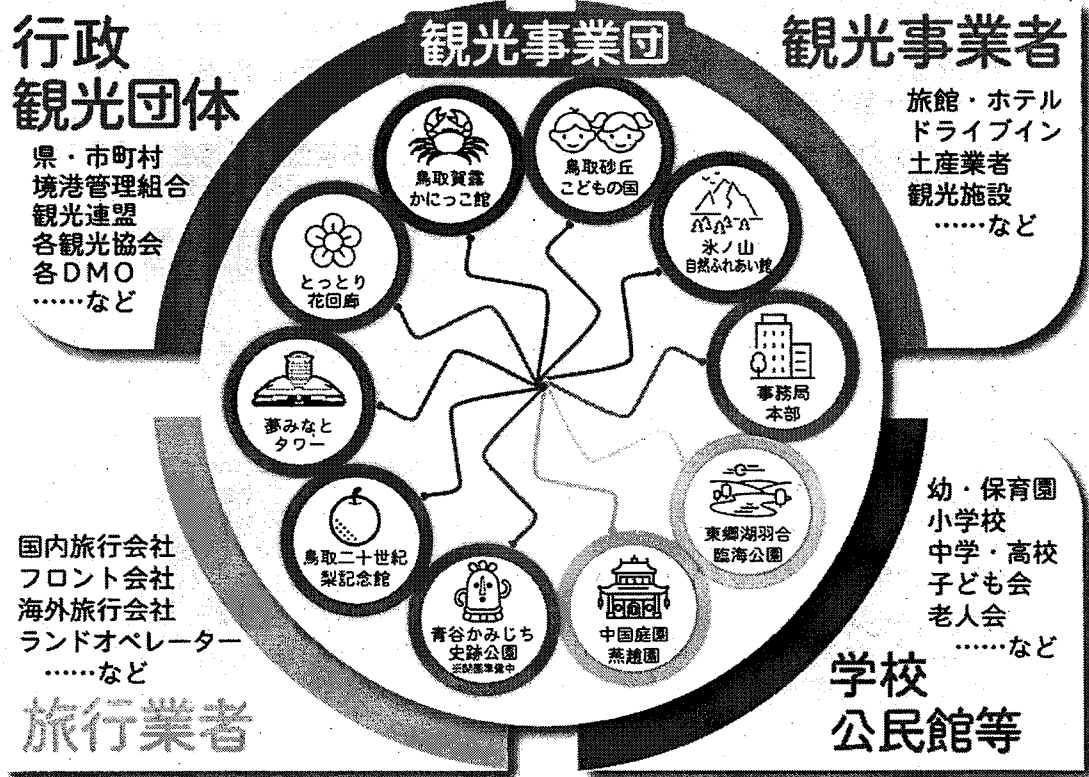 行政
観光団体
県・市町村
境港管理組合
観光連盟
各観光協会
各DMO
……など
観光事業団
観光事業者
旅館・ホテル
ドライブイン
土産業者
観光施設
……など
鳥取賀露
かにっこ館
鳥取砂丘
こどもの国
氷ノ山
自然ふれあい館
とっとり
花回廊
事務局
本部
夢みなと
タワー
東郷湖羽合
臨海公園
鳥取二十世紀
梨記念館
青谷かみじち
史跡公園
※開園準備中
中国庭園
燕趙園
国内旅行会社
フロント会社
海外旅行会社
ランドオペレーター
……など
旅行業者
幼・保育園
小学校
中学・高校
子ども会
老人会
……など
学校
公民館等